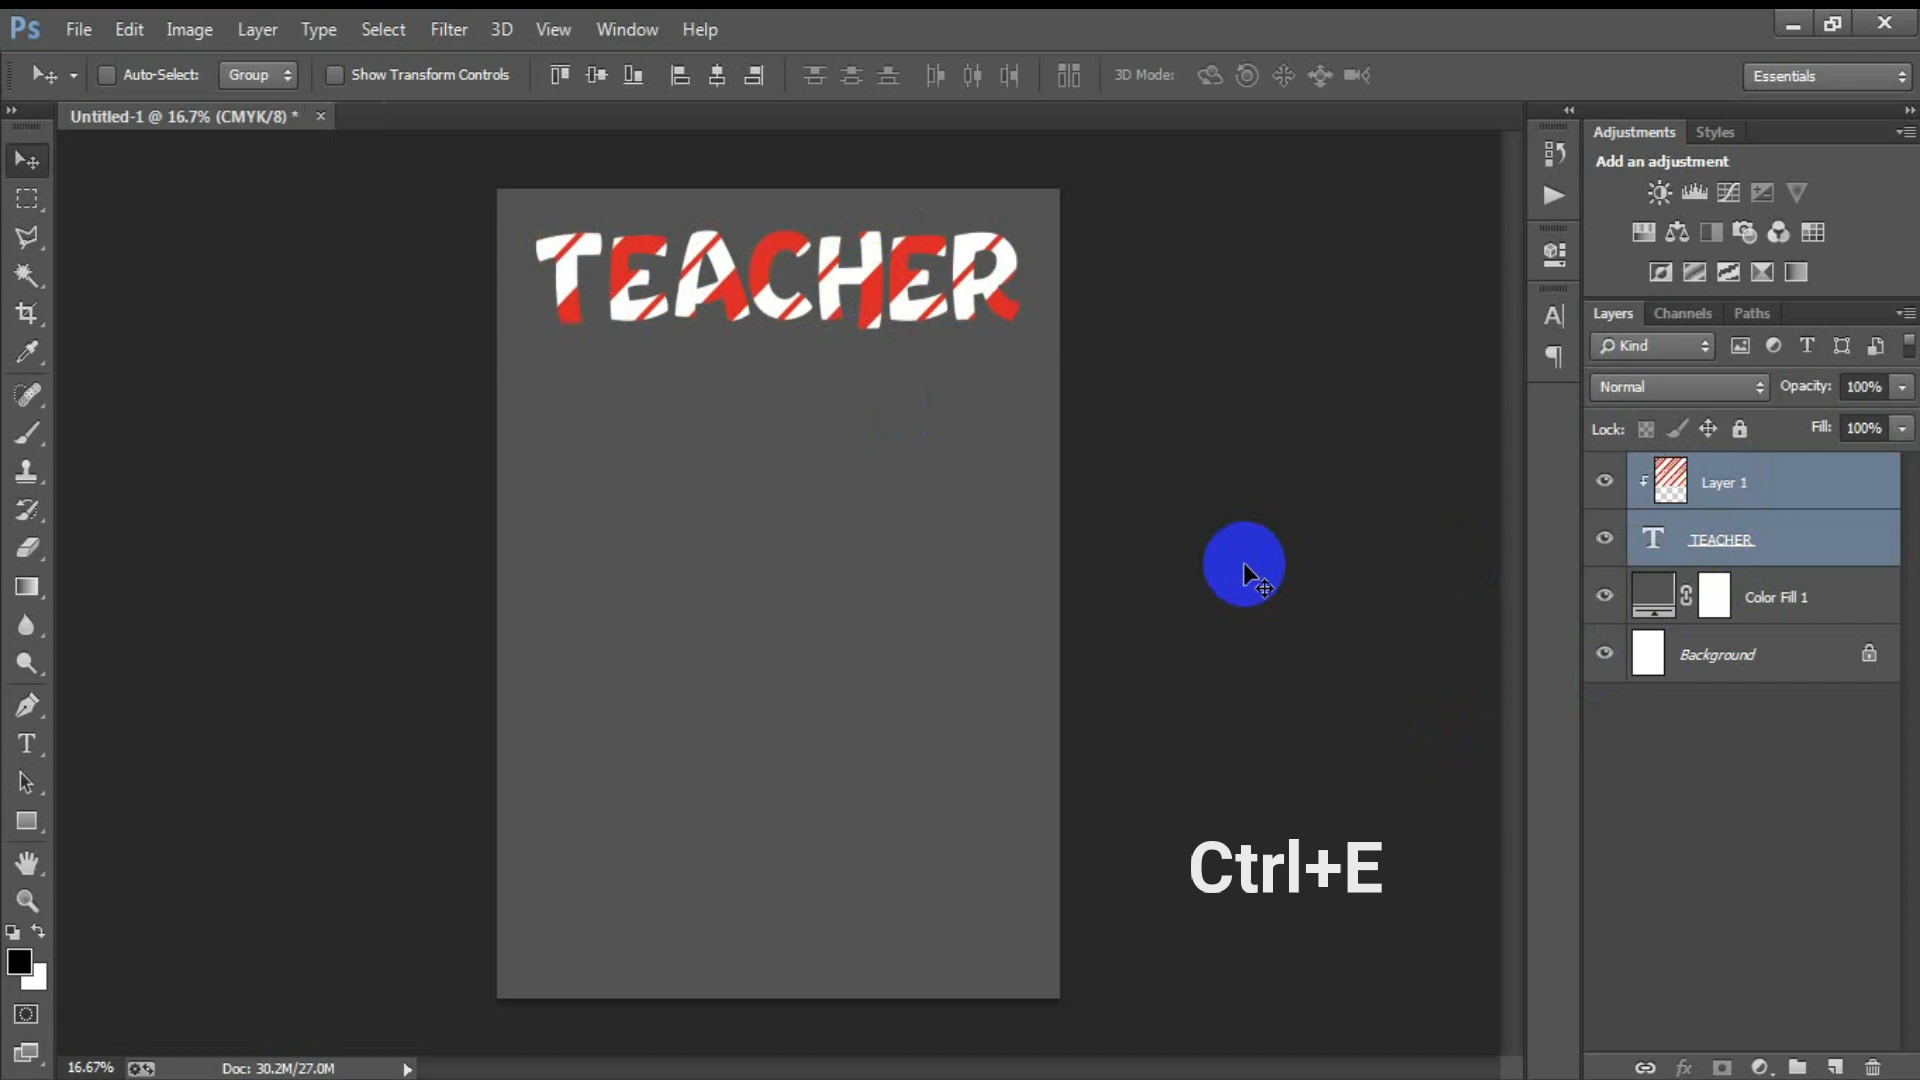 Ps File Edit Image Layer Type Select Filter 3D View Window Help
Auto-Select: Group Show Transform Controls 3D Mode: Essentials
Untitled-1 @ 16.7% (CMYK/8) * ×
Adjustments Styles
Add an adjustment
TEACHER
Layers Channels Paths
Kind
Normal Opacity: 100%
Lock: Fill: 100%
Layer 1
T TEACHER
Color Fill 1
Background
Ctrl+E
16.67% Doc: 30.2M/27.0M